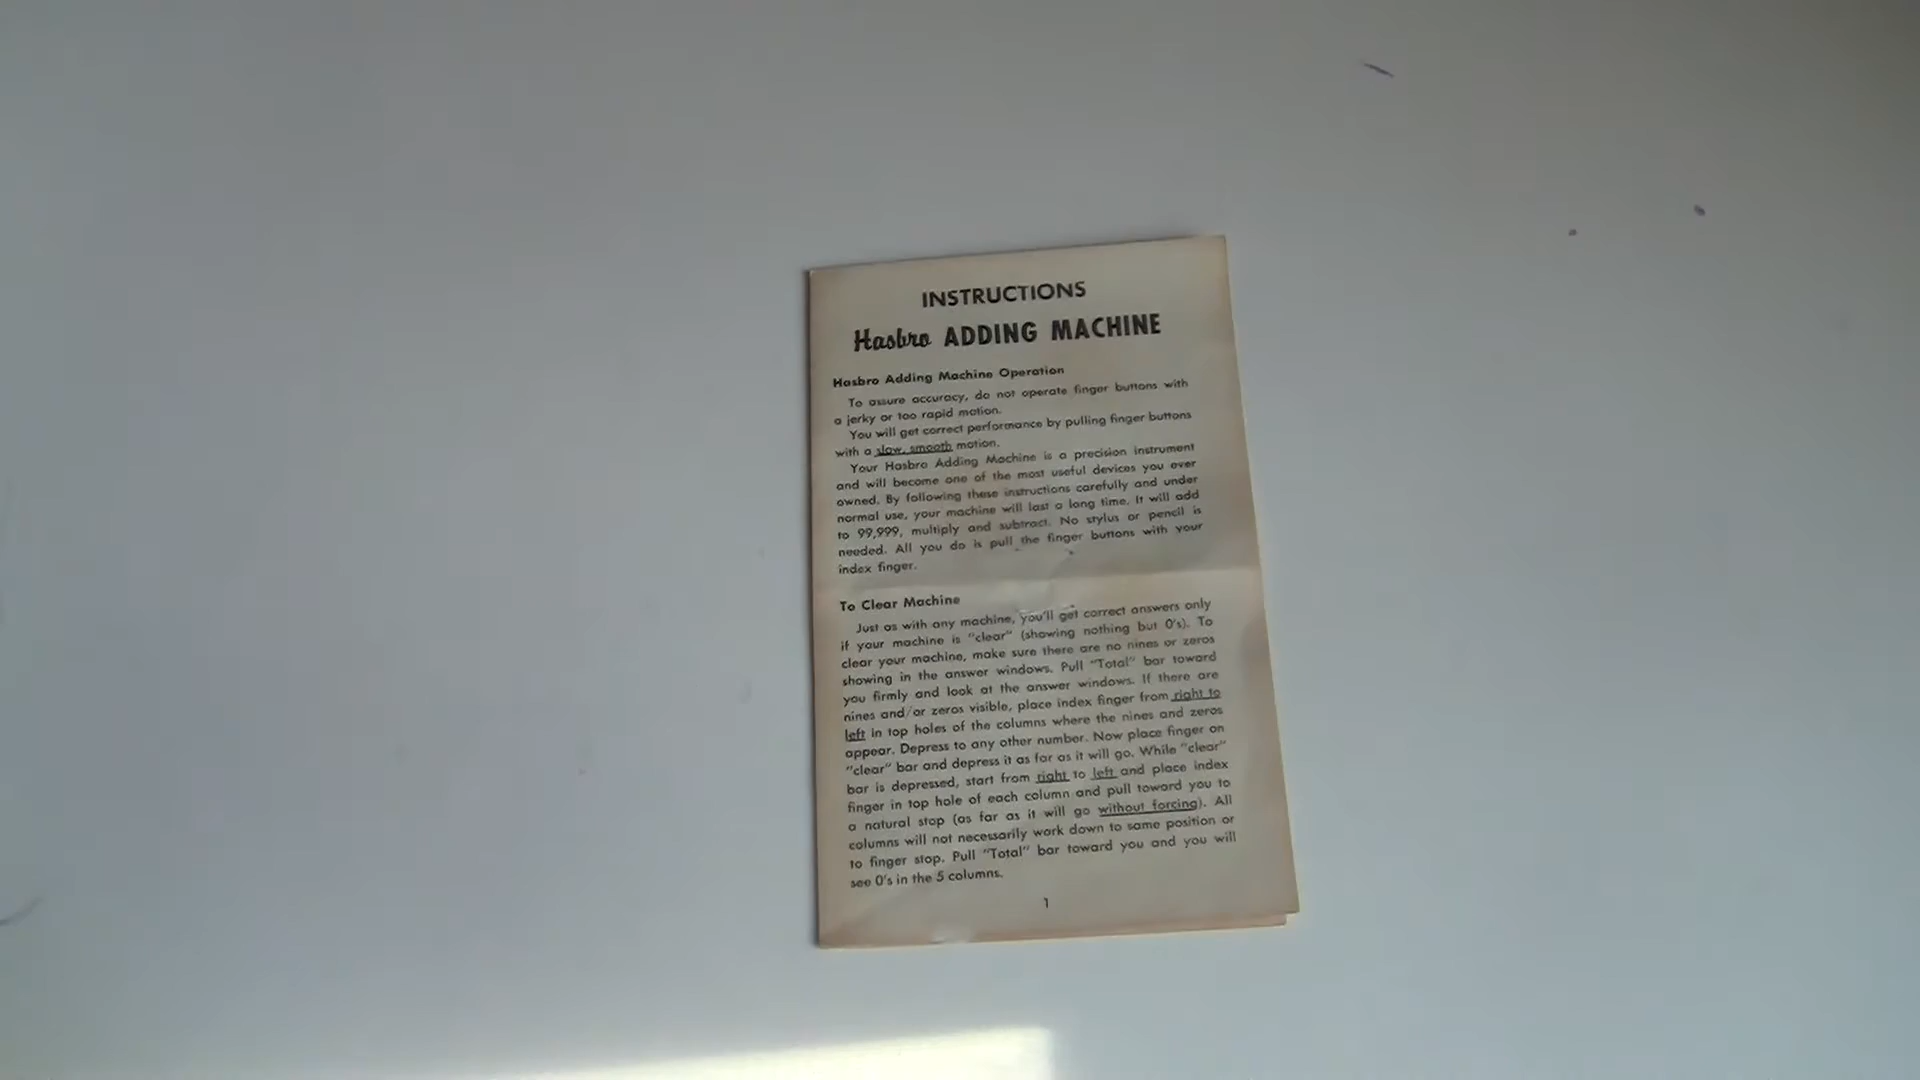 INSTRUCTIONS
Hasbro ADDING MACHINE
Hasbro Adding Machine Operation
To assure accuracy, do not operate finger buttons with
a jerky or too rapid motion.
You will get correct performance by pulling finger buttons
with a slow, smooth motion.
Your Hasbro Adding Machine is a precision instrument
and will become one of the most useful devices you ever
owned. By following these instructions carefully and under
normal use, your machine will last a long time. It will add
to 99,999, multiply and subtract. No stylus or pencil is
needed. All you do is pull the finger buttons with your
index finger.
To Clear Machine
Just as with any machine, you'll get correct answers only
if your machine is "clear" (showing nothing but 0's). To
clear your machine, make sure there are no nines or zeros
showing in the answer windows. Pull "Total" bar toward
you firmly and look at the answer windows. If there are
nines and/or zeros visible, place index finger from right to
left in top holes of the columns where the nines and zeros
appear. Depress to any other number. Now place finger on
"clear" bar and depress it as far as it will go. While "clear"
bar is depressed, start from right to left and place index
finger in top hole of each column and pull toward you to
a natural stop (as far as it will go without forcing). All
columns will not necessarily work down to same position or
to finger stop. Pull "Total" bar toward you and you will
see 0's in the 5 columns.
1